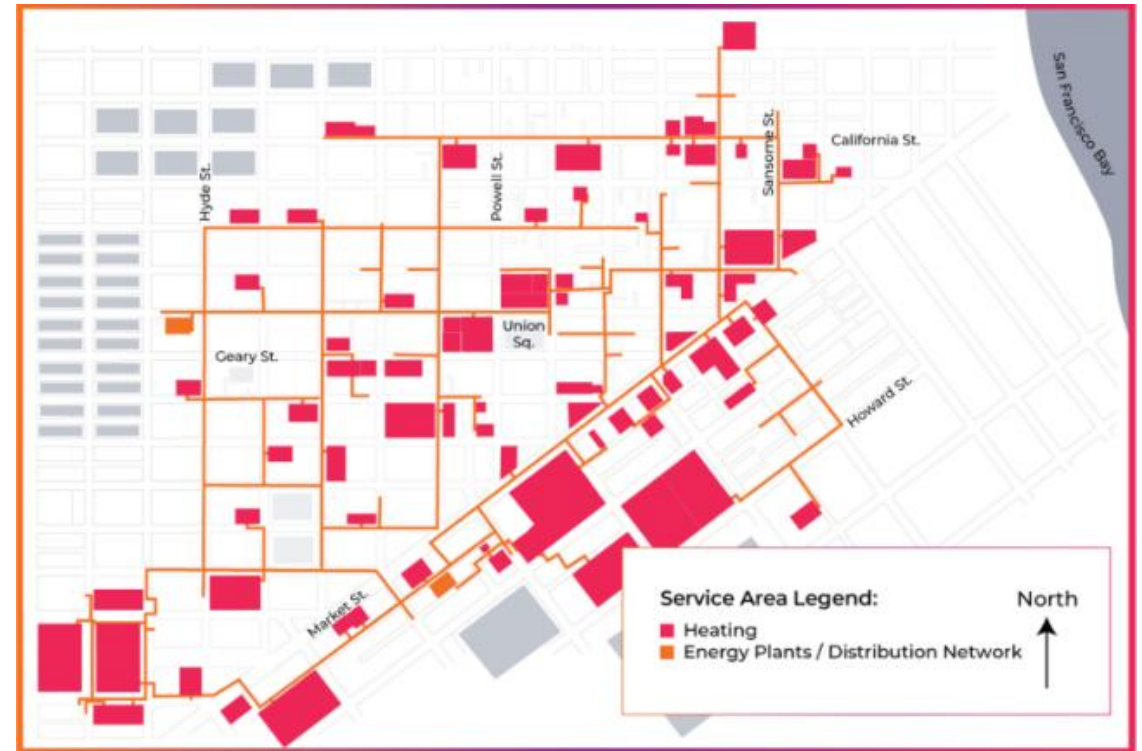 San Francisco Bay
Sansome St.
California St.
Hyde St.
Powell St.
Union
Sq.
Geary St.
Howard St.
Market St.
Service Area Legend:
North
Heating
Energy Plants / Distribution Network